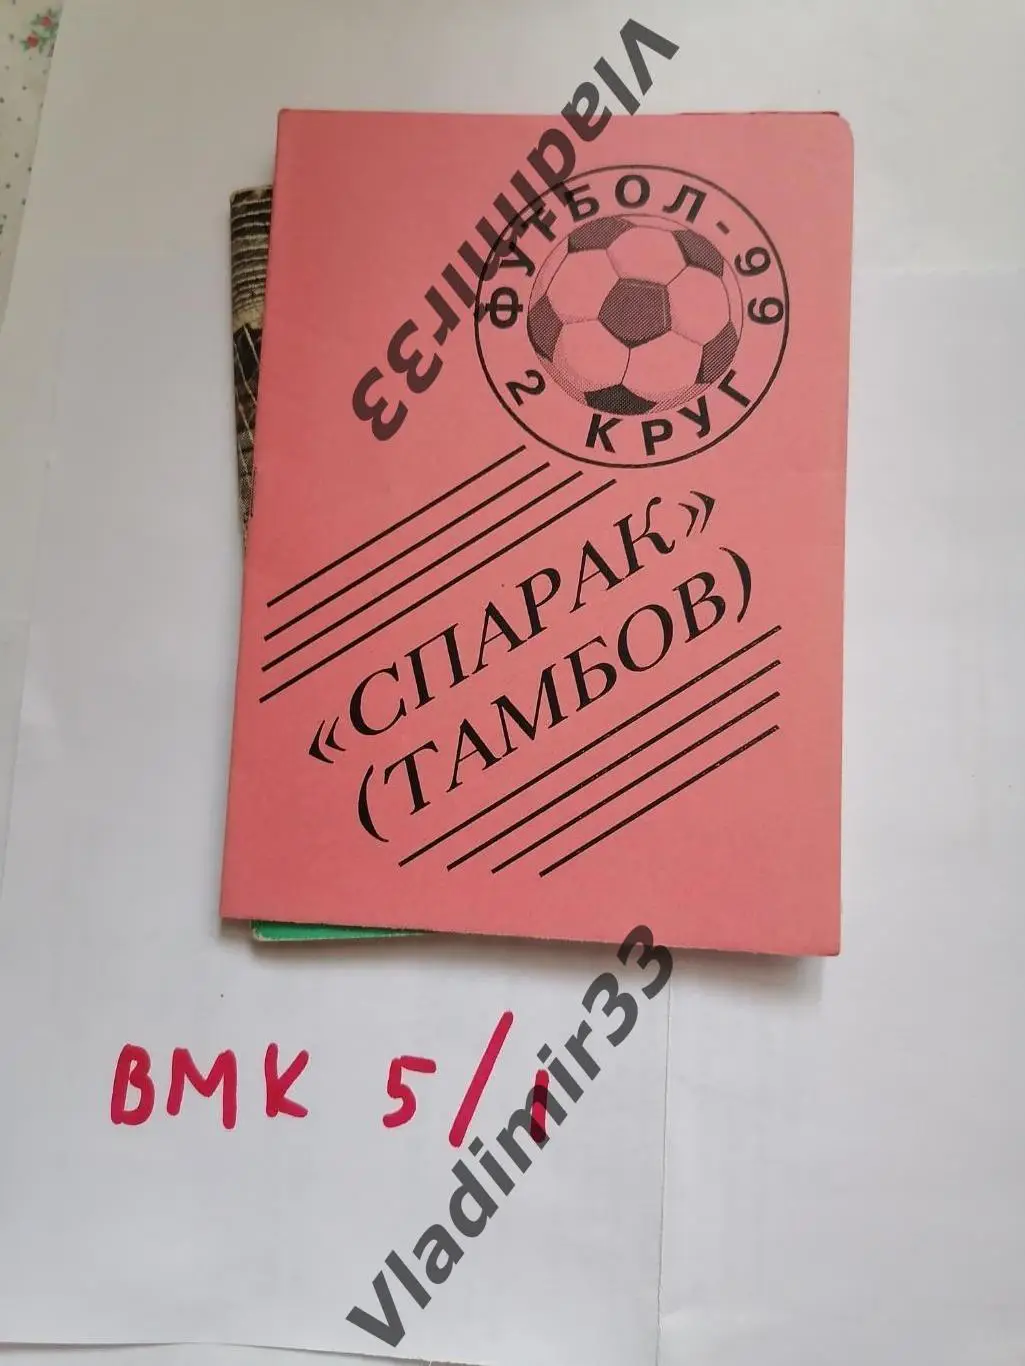 Vladimir33
ФУТБОЛ-99
2 КРУГ
«СПАРАК»
(ТАМБОВ)
ВМК 5/1
Vladimir33